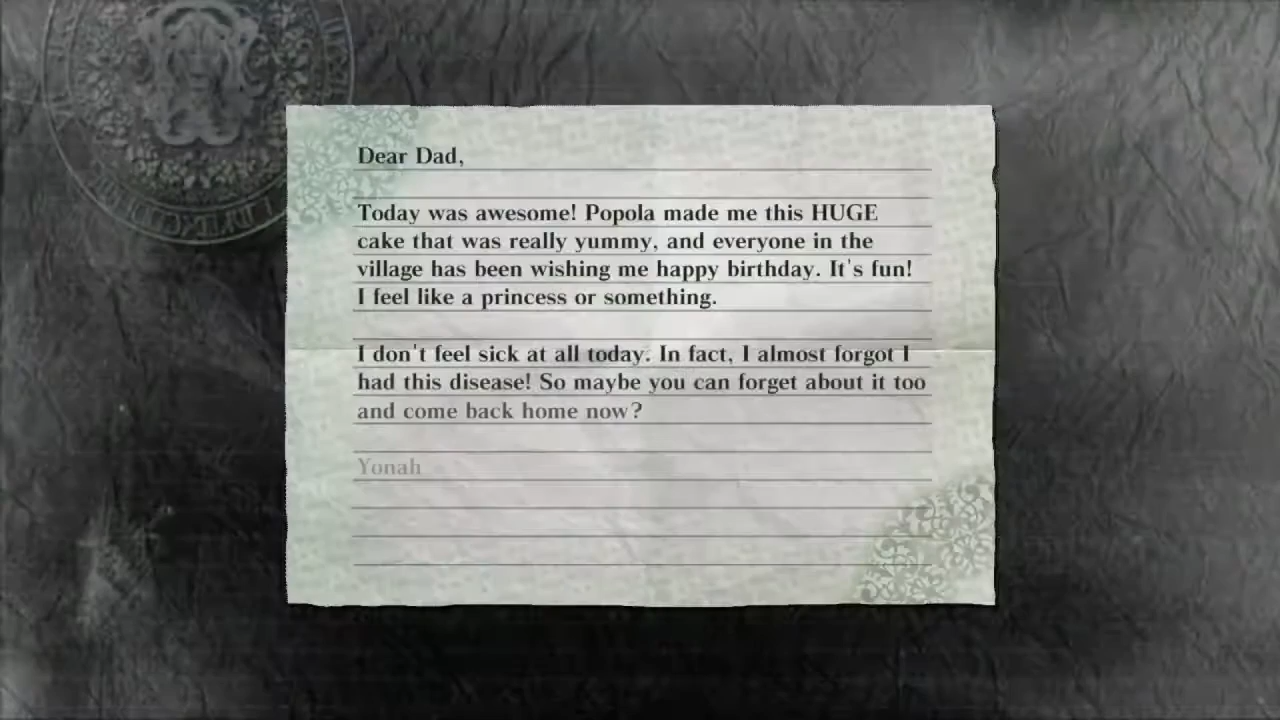 Dear Dad,
Today was awesome! Popola made me this HUGE
cake that was really yummy, and everyone in the
village has been wishing me happy birthday. It's fun!
I feel like a princess or something.
I don't feel sick at all today. In fact, I almost forgot I
had this disease! So maybe you can forget about it too
and come back home now?
Yonah